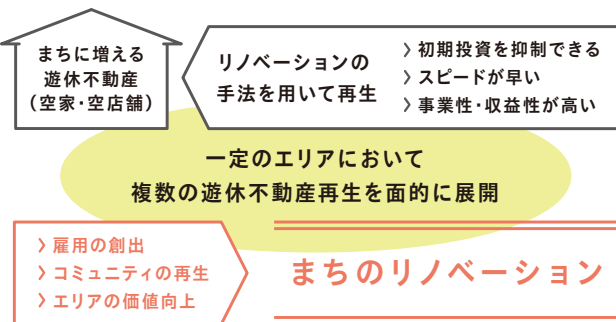 まちに増える
遊休不動産
（空家・空店舗）
リノベーションの
手法を用いて再生
〉初期投資を抑制できる
〉スピードが早い
〉事業性・収益性が高い
一定のエリアにおいて
複数の遊休不動産再生を面的に展開
〉雇用の創出
〉コミュニティの再生
〉エリアの価値向上
まちのリノベーション